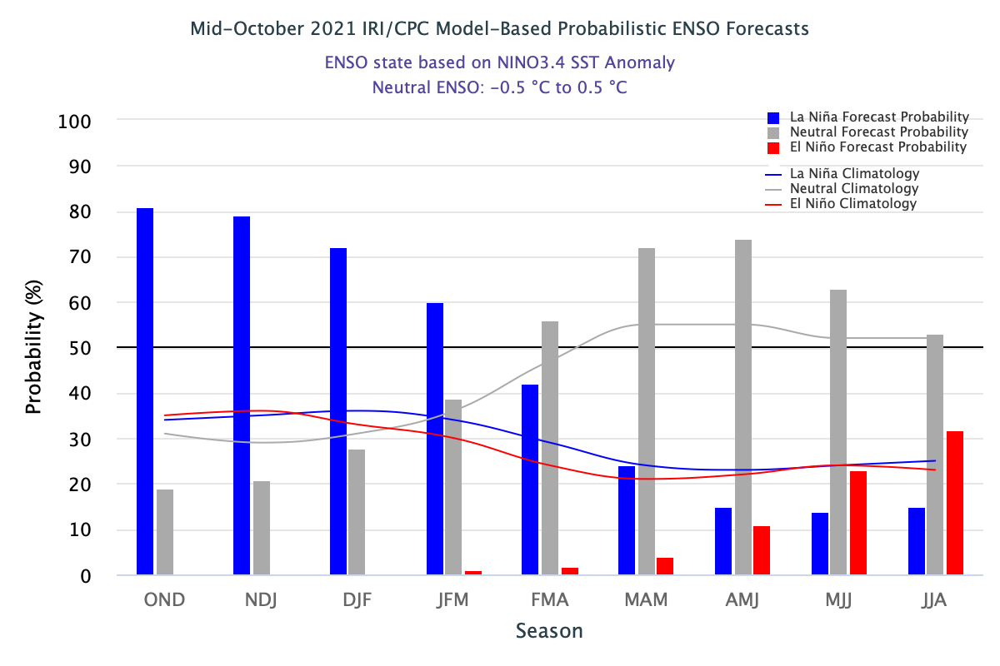 Mid-October 2021 IRI/CPC Model-Based Probabilistic ENSO Forecasts
ENSO state based on NINO3.4 SST Anomaly
Neutral ENSO: -0.5 °C to 0.5 °C
La Niña Forecast Probability
Neutral Forecast Probability
El Niño Forecast Probability
La Niña Climatology
Neutral Climatology
El Niño Climatology
Probability (%)
100
90
80
70
60
50
40
30
20
10
0
OND NDJ DJF JFM FMA MAM AMJ MJJ JJA
Season